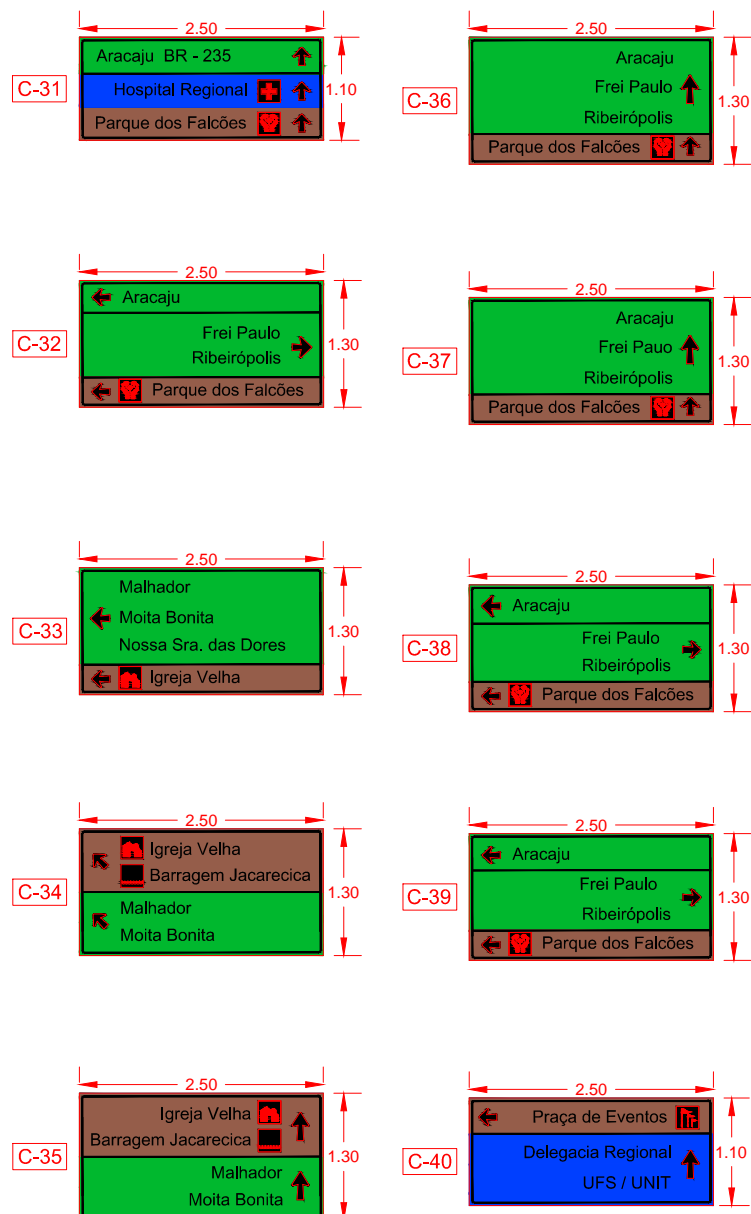 2.50
C-31
Aracaju BR - 235
Hospital Regional
Parque dos Falcões
1.10
2.50
C-32
Aracaju
Frei Paulo
Ribeirópolis
Parque dos Falcões
1.30
2.50
C-33
Malhador
Moita Bonita
Nossa Sra. das Dores
Igreja Velha
1.30
2.50
C-34
Igreja Velha
Barragem Jacarecica
Malhador
Moita Bonita
1.30
2.50
C-35
Igreja Velha
Barragem Jacarecica
Malhador
Moita Bonita
1.30
2.50
C-36
Aracaju
Frei Paulo
Ribeirópolis
Parque dos Falcões
1.30
2.50
C-37
Aracaju
Frei Pauo
Ribeirópolis
Parque dos Falcões
1.30
2.50
C-38
Aracaju
Frei Paulo
Ribeirópolis
Parque dos Falcões
1.30
2.50
C-39
Aracaju
Frei Paulo
Ribeirópolis
Parque dos Falcões
1.30
2.50
C-40
Praça de Eventos
Delegacia Regional
UFS / UNIT
1.10